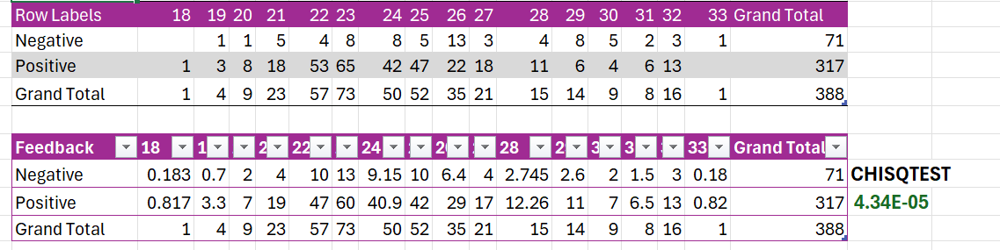 Row Labels 18 19 20 21 22 23 24 25 26 27 28 29 30 31 32 33 Grand Total
Negative 1 1 5 4 8 8 5 13 3 4 8 5 2 3 1 71
Positive 1 3 8 18 53 65 42 47 22 18 11 6 4 6 13 317
Grand Total 1 4 9 23 57 73 50 52 35 21 15 14 9 8 16 1 388
Feedback 18 1 2 22 24 2 28 2 3 3 33 Grand Total
Negative 0.183 0.7 2 4 10 13 9.15 10 6.4 4 2.745 2.6 2 1.5 3 0.18 71 CHISQTEST
Positive 0.817 3.3 7 19 47 60 40.9 42 29 17 12.26 11 7 6.5 13 0.82 317 4.34E-05
Grand Total 1 4 9 23 57 73 50 52 35 21 15 14 9 8 16 1 388